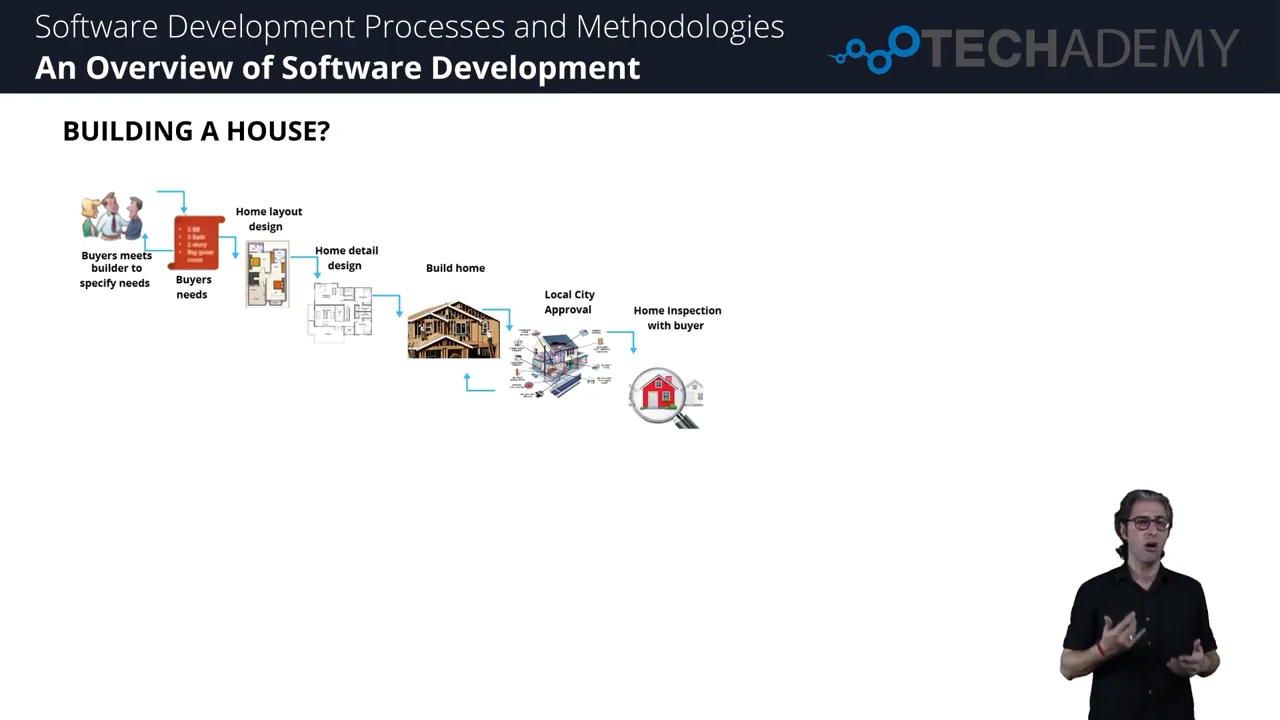 Software Development Processes and Methodologies
An Overview of Software Development
TECHADEMY
BUILDING A HOUSE?
Buyers meets
builder to
specify needs
Buyers
needs
Home layout
design
Home detail
design
Build home
Local City
Approval
Home Inspection
with buyer